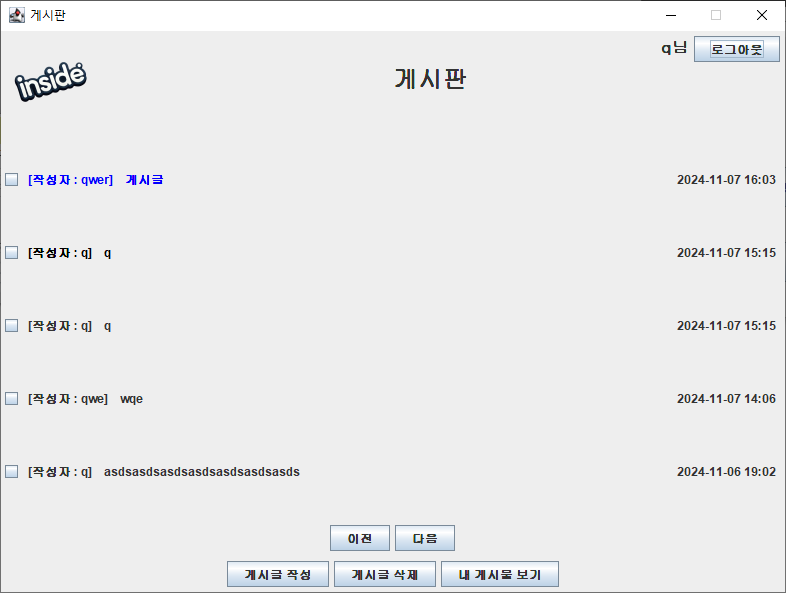 게시판
q님 로그아웃
inside
게시판
[작성자 : qwer] 게시글 2024-11-07 16:03
[작성자 : q] q 2024-11-07 15:15
[작성자 : q] q 2024-11-07 15:15
[작성자 : qwe] wqe 2024-11-07 14:06
[작성자 : q] asdsasdsasdsasdsasdsasdsasds 2024-11-06 19:02
이전 다음
게시글 작성 게시글 삭제 내 게시물 보기